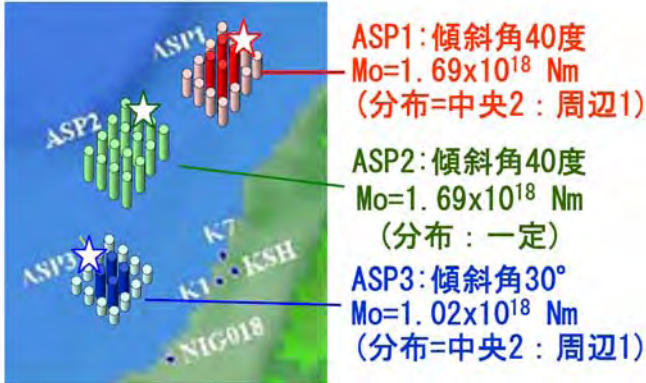 ASP1
ASP2
ASP3
K7
KSH
K1
NIG018
ASP1:傾斜角40度
Mo=1.69x10¹⁸ Nm
(分布=中央2:周辺1)
ASP2:傾斜角40度
Mo=1.69x10¹⁸ Nm
(分布:一定)
ASP3:傾斜角30°
Mo=1.02x10¹⁸ Nm
(分布=中央2:周辺1)